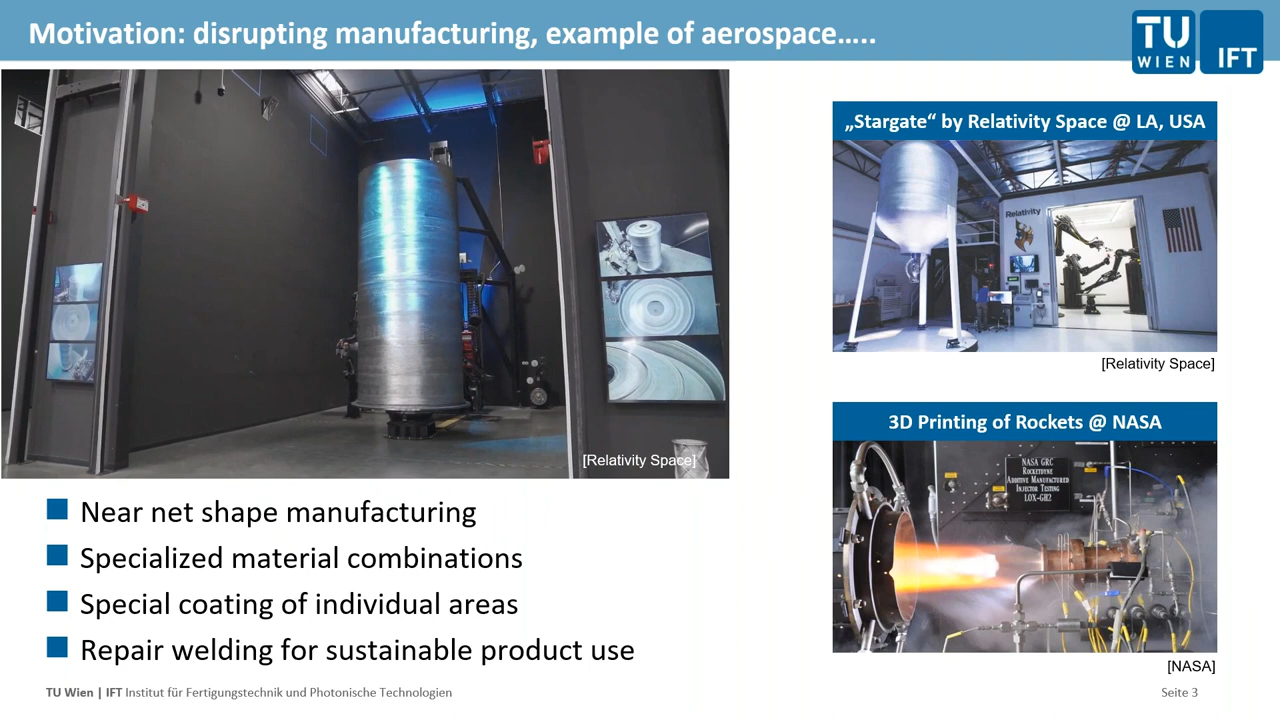 Motivation: disrupting manufacturing, example of aerospace…..
TU
WIEN
IFT
[Relativity Space]
„Stargate“ by Relativity Space @ LA, USA
Relativity
[Relativity Space]
3D Printing of Rockets @ NASA
NASA GRC
Rocketdyne
Additive Manufactured
Injector Testing
LOX-GH2
[NASA]
Near net shape manufacturing
Specialized material combinations
Special coating of individual areas
Repair welding for sustainable product use
TU Wien | IFT Institut für Fertigungstechnik und Photonische Technologien
Seite 3